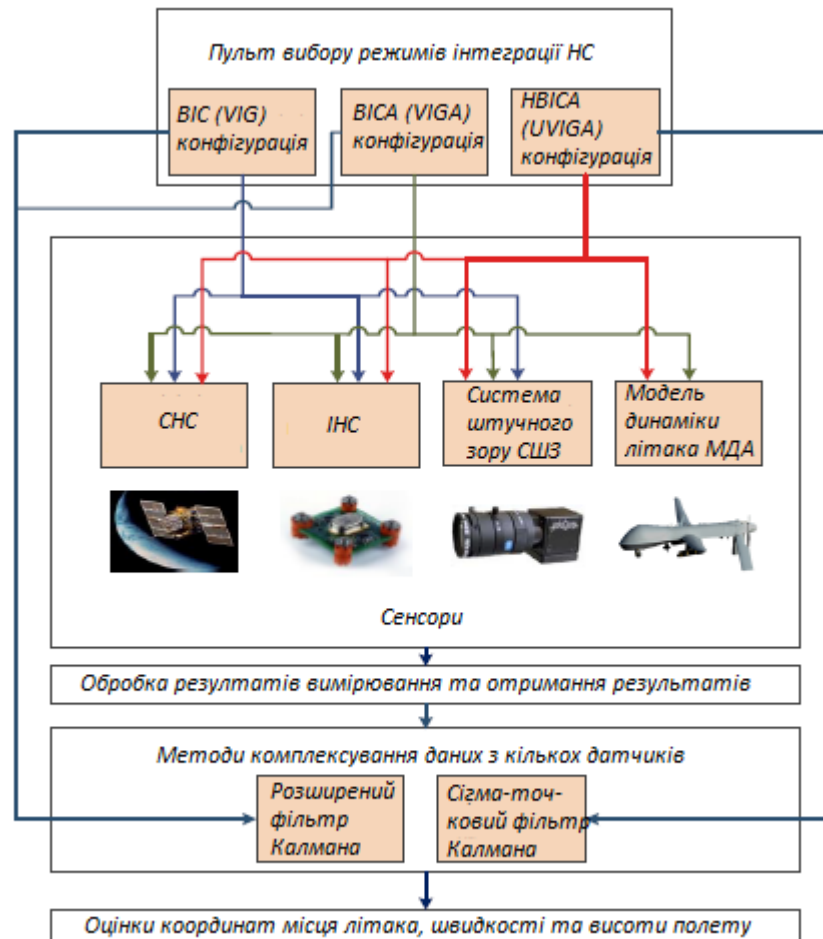 Пульт вибору режимів інтеграції НС
ВІС (VIG)
конфігурація
ВІСА (VIGA)
конфігурація
НВІСА
(UVIGA)
конфігурація
СНС
ІНС
Система
штучного
зору СШЗ
Модель
динаміки
літака МДА
Сенсори
Обробка резултатів вимірювання та отримання результатів
Методи комплексування даних з кількох датчиків
Розширений
фільтр
Калмана
Сігма-точ-
ковий фільтр
Калмана
Оцінки координат місця літака, швидкості та висоти полету